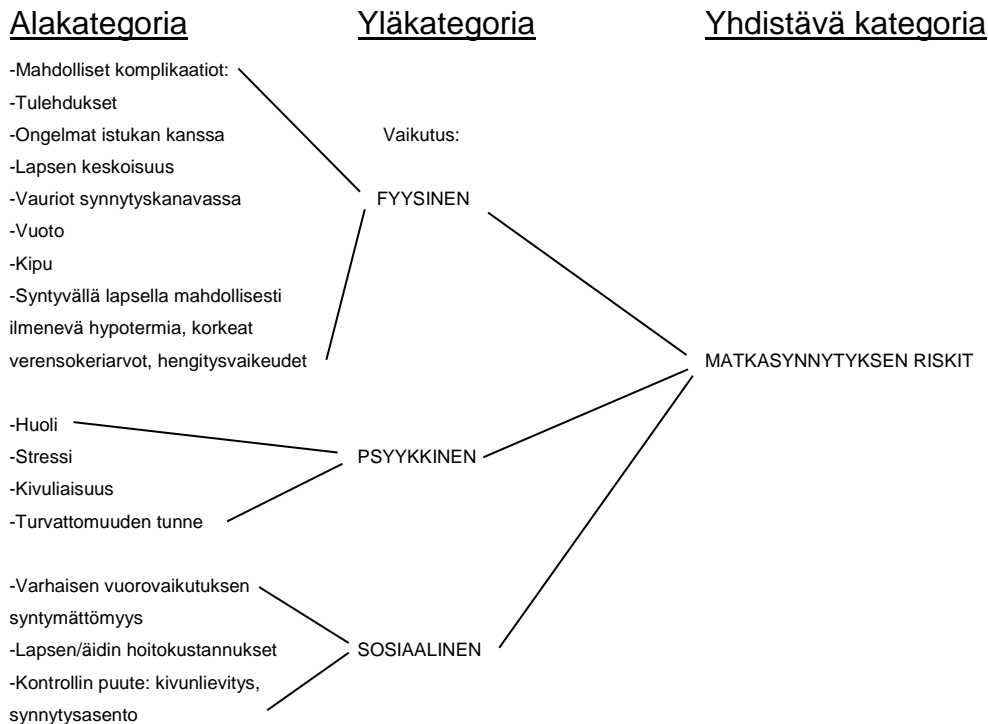 Alakategoria Yläkategoria Yhdistävä kategoria
-Mahdolliset komplikaatiot:
-Tulehdukset
-Ongelmat istukan kanssa Vaikutus:
-Lapsen keskoisuus
-Vauriot synnytyskanavassa FYYSINEN
-Vuoto
-Kipu
-Syntyvällä lapsella mahdollisesti
ilmenevä hypotermia, korkeat
verensokeriarvot, hengitysvaikeudet MATKASYNNYTYKSEN RISKIT
-Huoli
-Stressi PSYYKKINEN
-Kivuliaisuus
-Turvattomuuden tunne
-Varhaisen vuorovaikutuksen
syntymättömyys
-Lapsen/äidin hoitokustannukset SOSIAALINEN
-Kontrollin puute: kivunlievitys,
synnytysasento